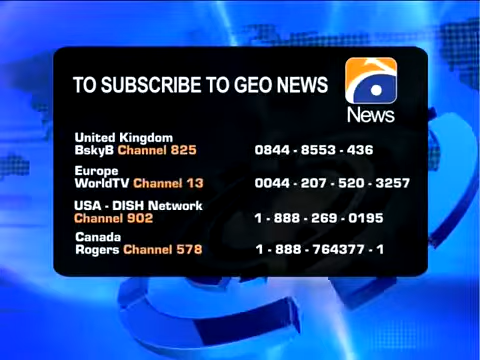 TO SUBSCRIBE TO GEO NEWS
News
United Kingdom
BskyB Channel 825 0844 - 8553 - 436
Europe
WorldTV Channel 13 0044 - 207 - 520 - 3257
USA - DISH Network
Channel 902 1 - 888 - 269 - 0195
Canada
Rogers Channel 578 1 - 888 - 764377 - 1